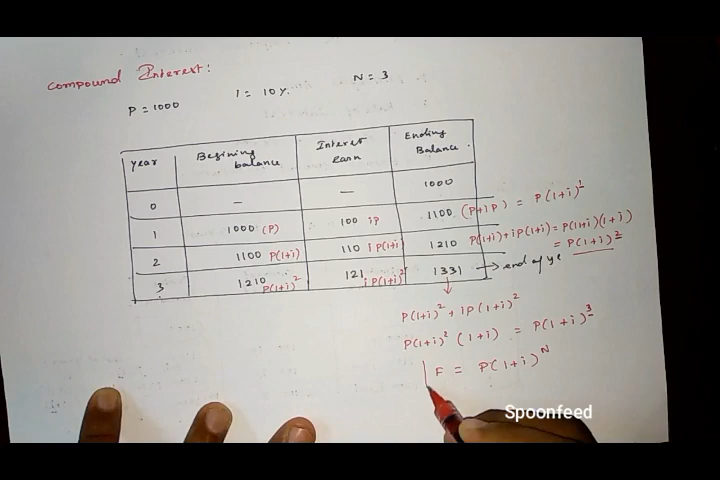 Compound Interest:
P = 1000 i = 10 y. N = 3
year Begining balance Interest earn Ending Balance.
0 — — 1000
1 1000 (P) 100 iP 1100 (P+iP) = P(1+i)¹
2 1100 P(1+i) 110 iP(1+i) 1210 P(1+i)+iP(1+i) = P(1+i)(1+i)
= P(1+i)²
3 1210 P(1+i)² 121 iP(1+i)² 1331 → end of ye
↓
P(1+i)² + iP(1+i)²
P(1+i)² (1+i) = P(1+i)³
F = P(1+i)ᴺ
Spoonfeed